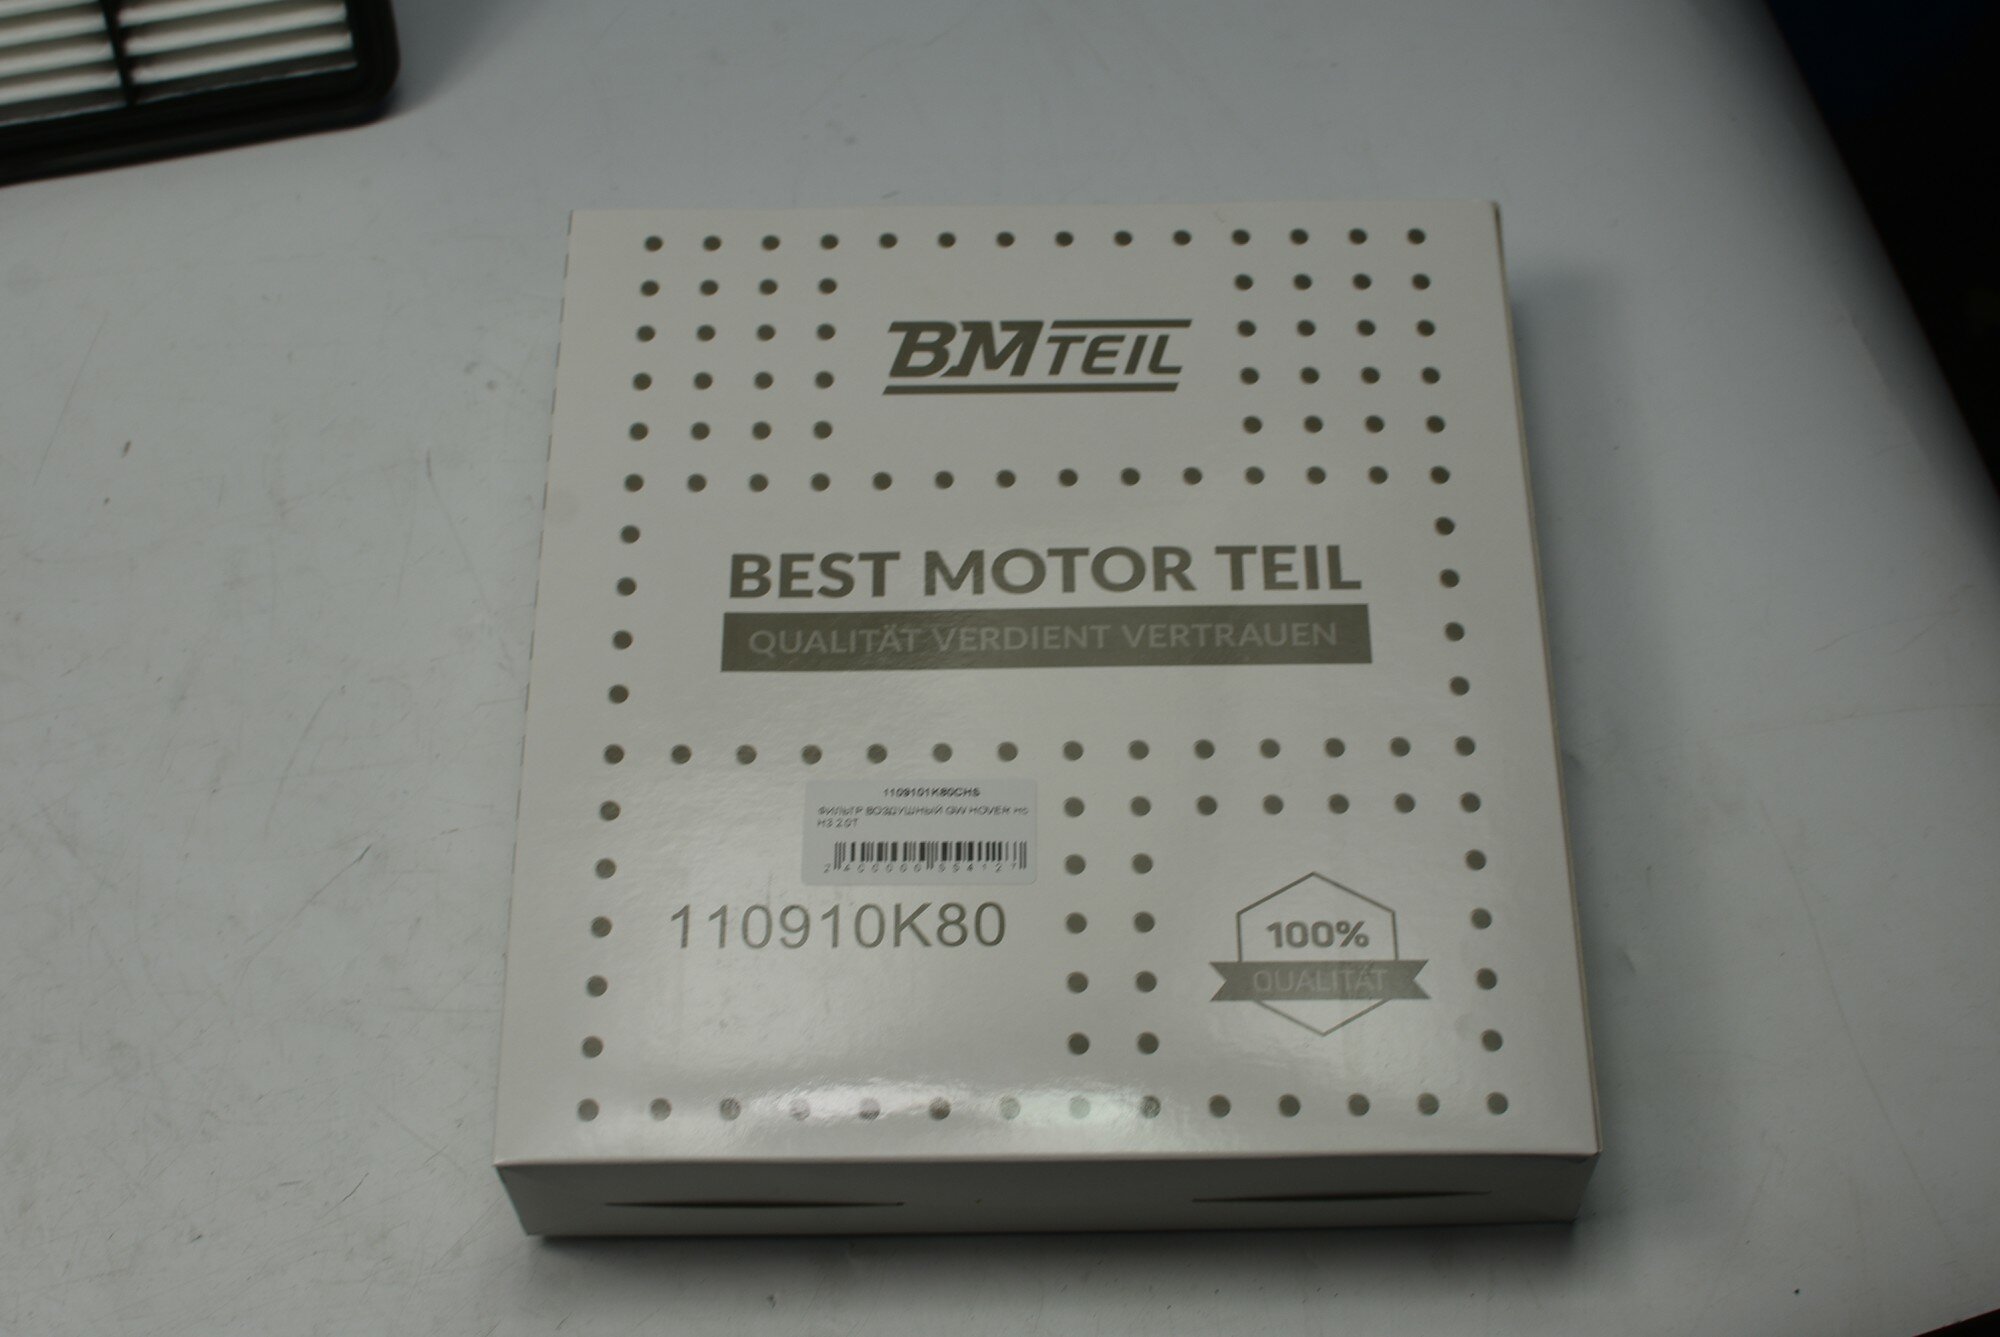 BMTEIL
BEST MOTOR TEIL
QUALITÄT VERDIENT VERTRAUEN
1109101K80CHS
ФИЛЬТР ВОЗДУШНЫЙ GW HOVER
H3 2.0T
110910K80
100%
QUALITÄT